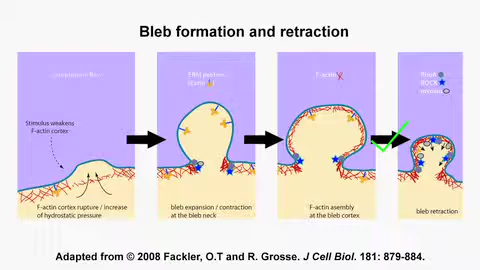 Bleb formation and retraction
ERM proteins
F-actin
RhoA
ROCK
myosin
Stimulus weakens
F-actin cortex
F-actin cortex rupture / increase
of hydrostatic pressure
bleb expansion / contraction
at the bleb neck
F-actin asembly
at the bleb cortex
bleb retraction
Adapted from © 2008 Fackler, O.T and R. Grosse. J Cell Biol. 181: 879-884.